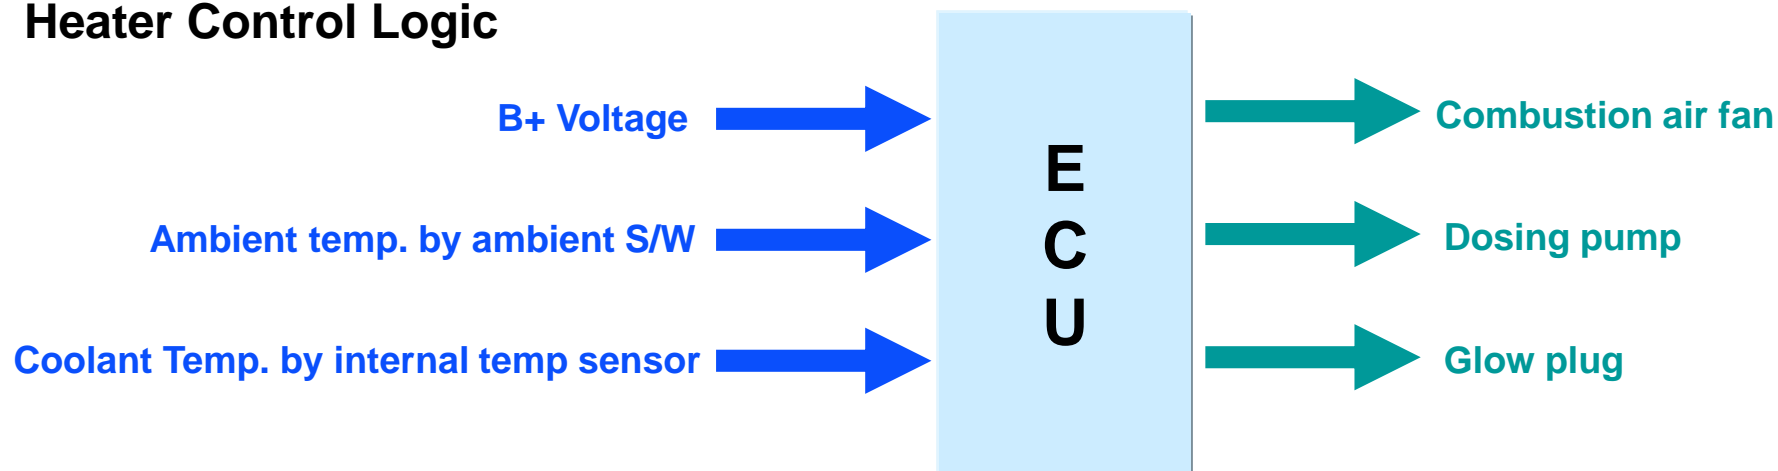 Heater Control Logic
B+ Voltage
Ambient temp. by ambient S/W
Coolant Temp. by internal temp sensor
E
C
U
Combustion air fan
Dosing pump
Glow plug